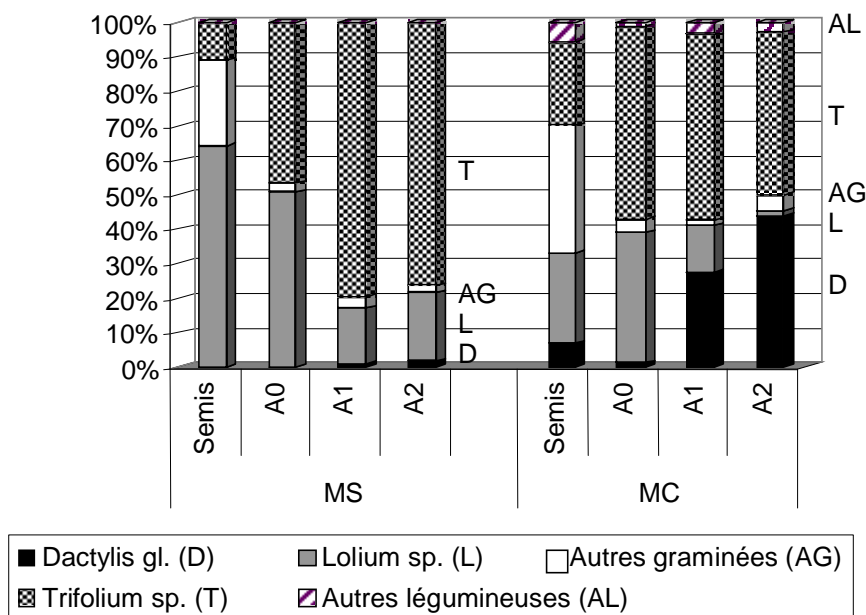 100%
90%
80%
70%
60%
50%
40%
30%
20%
10%
0%
T
AG
L
D
AL
T
AG
L
D
Semis
A0
A1
A2
Semis
A0
A1
A2
MS
MC
Dactylis gl. (D)
Lolium sp. (L)
Autres graminées (AG)
Trifolium sp. (T)
Autres légumineuses (AL)